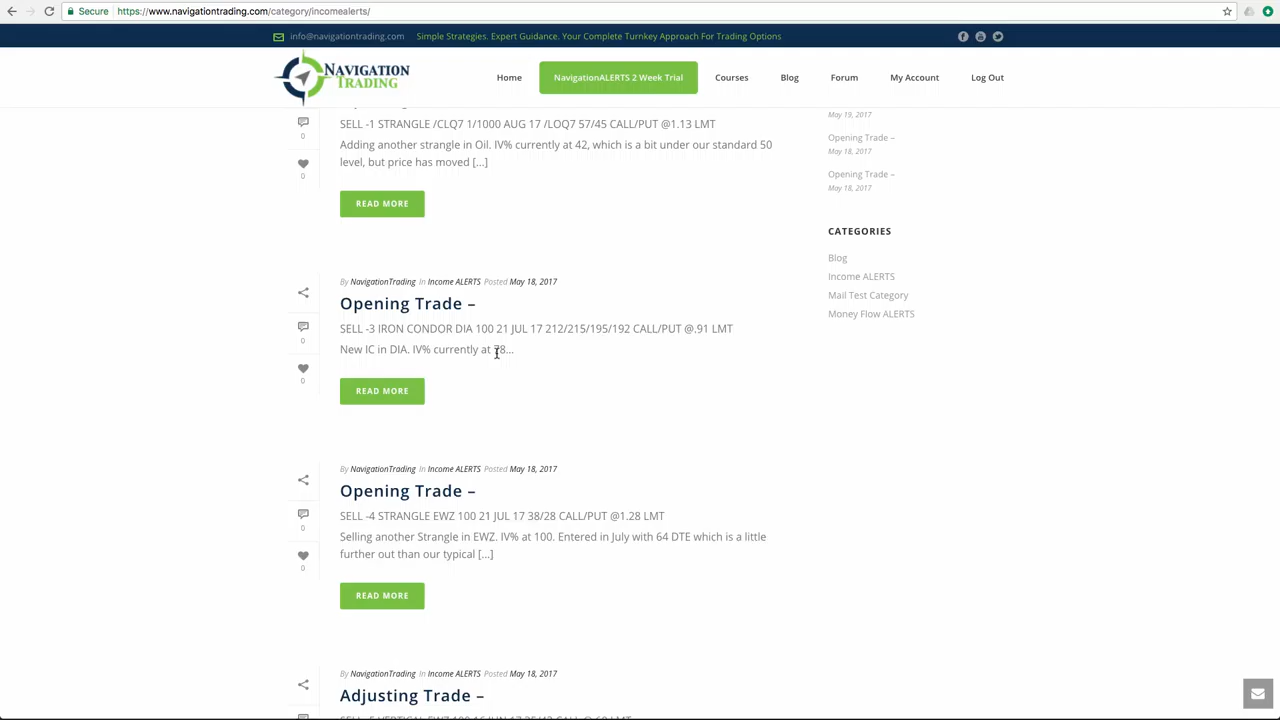 Secure
https://www.navigationtrading.com/category/incomealerts/
info@navigationtrading.com
Simple Strategies. Expert Guidance. Your Complete Turnkey Approach For Trading Options
NAVIGATION
TRADING
Home
NavigationALERTS 2 Week Trial
Courses
Blog
Forum
My Account
Log Out
0
0
SELL -1 STRANGLE /CLQ7 1/1000 AUG 17 /LOQ7 57/45 CALL/PUT @1.13 LMT
Adding another strangle in Oil. IV% currently at 42, which is a bit under our standard 50
level, but price has moved [...]
READ MORE
By NavigationTrading In Income ALERTS Posted May 18, 2017
Opening Trade –
0
0
SELL -3 IRON CONDOR DIA 100 21 JUL 17 212/215/195/192 CALL/PUT @.91 LMT
New IC in DIA. IV% currently at 78...
READ MORE
By NavigationTrading In Income ALERTS Posted May 18, 2017
Opening Trade –
0
0
SELL -4 STRANGLE EWZ 100 21 JUL 17 38/28 CALL/PUT @1.28 LMT
Selling another Strangle in EWZ. IV% at 100. Entered in July with 64 DTE which is a little
further out than our typical [...]
READ MORE
By NavigationTrading In Income ALERTS Posted May 18, 2017
Adjusting Trade –
May 19, 2017
Opening Trade –
May 18, 2017
Opening Trade –
May 18, 2017
CATEGORIES
Blog
Income ALERTS
Mail Test Category
Money Flow ALERTS